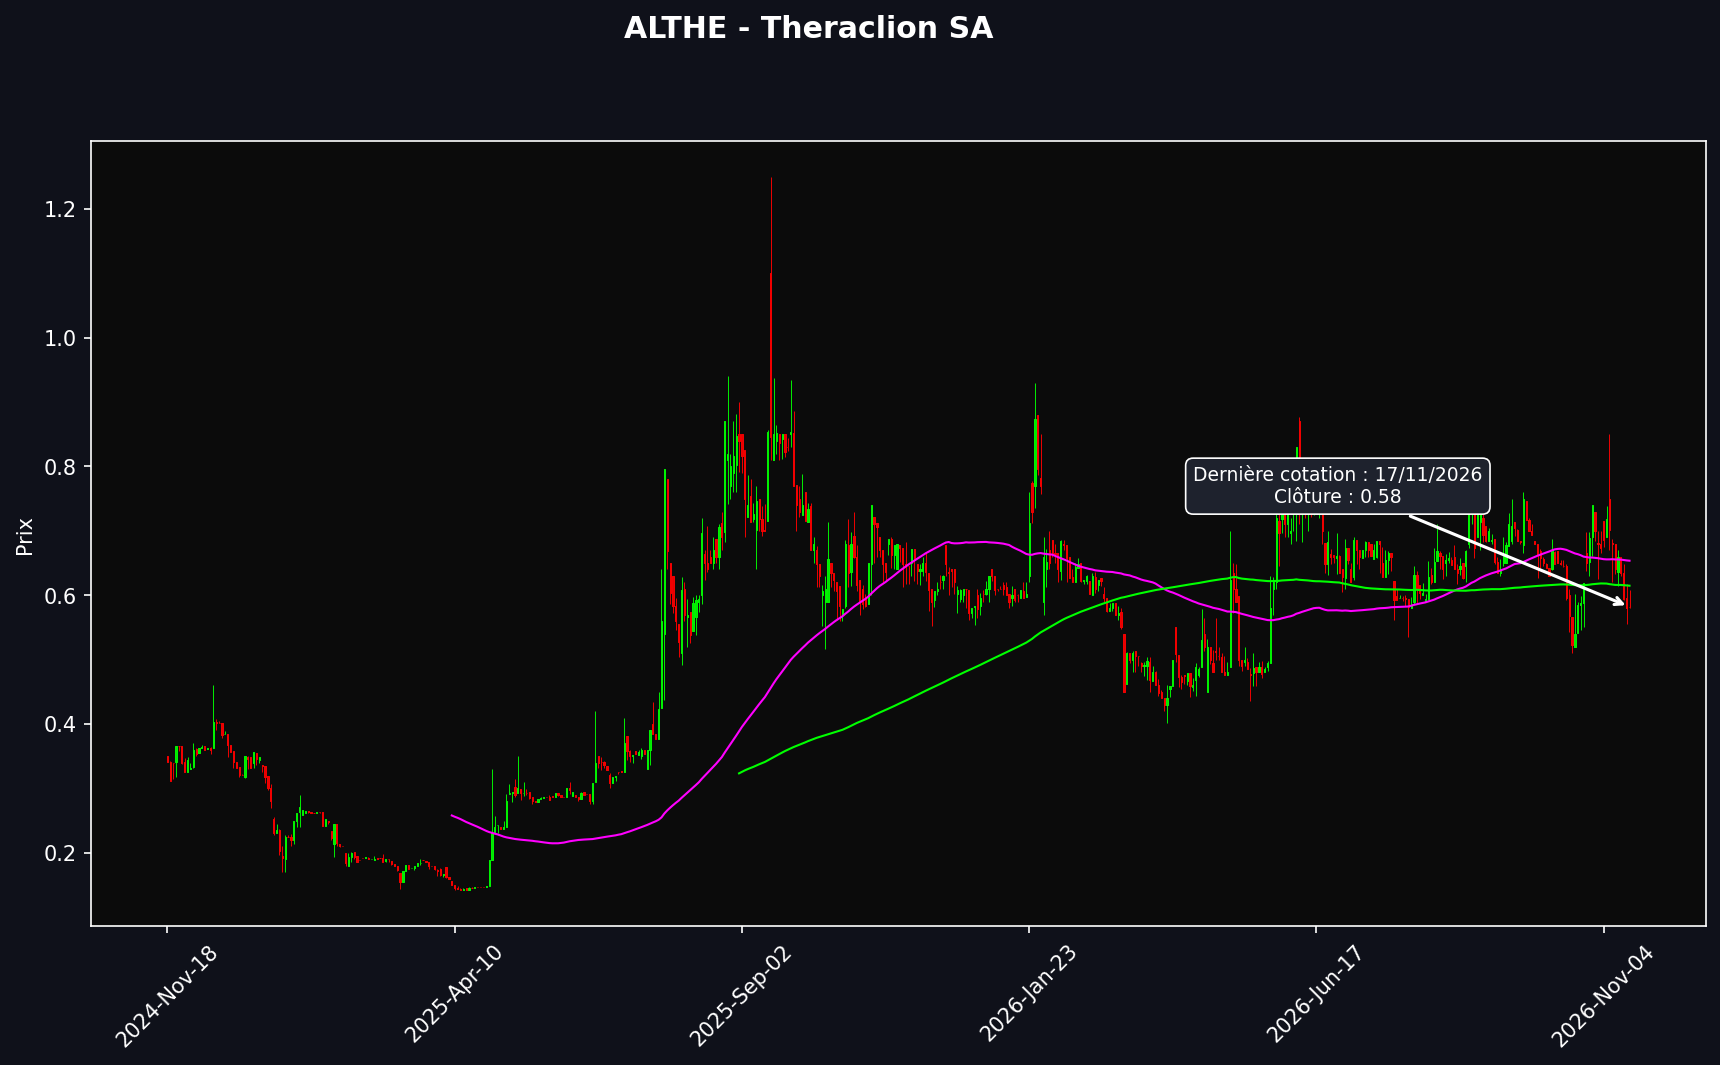 ALTHE - Theraclion SA
Prix
1.2
1.0
0.8
0.6
0.4
0.2
Dernière cotation : 17/11/2026
Clôture : 0.58
2024-Nov-18
2025-Apr-10
2025-Sep-02
2026-Jan-23
2026-Jun-17
2026-Nov-04